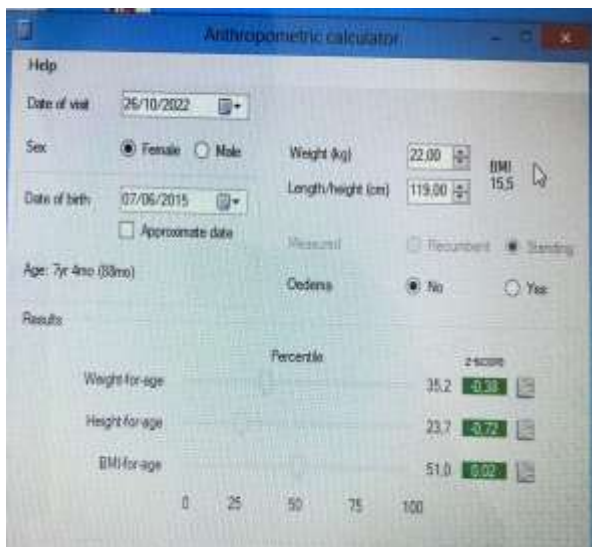 Anthropometric calculator
Help
Date of visit 26/10/2022
Sex Female Male Weight (kg) 22,00 BMI
Date of birth 07/06/2015 Length/height (cm) 119,00 15,5
Approximate date
Measured Recumbent Standing
Age: 7yr 4mo (88mo)
Oedema No Yes
Results
Percentile z-score
Weight-for-age 35,2 -0.38
Height-for-age 23,7 -0.72
BMI-for-age 51,0 0.02
0 25 50 75 100